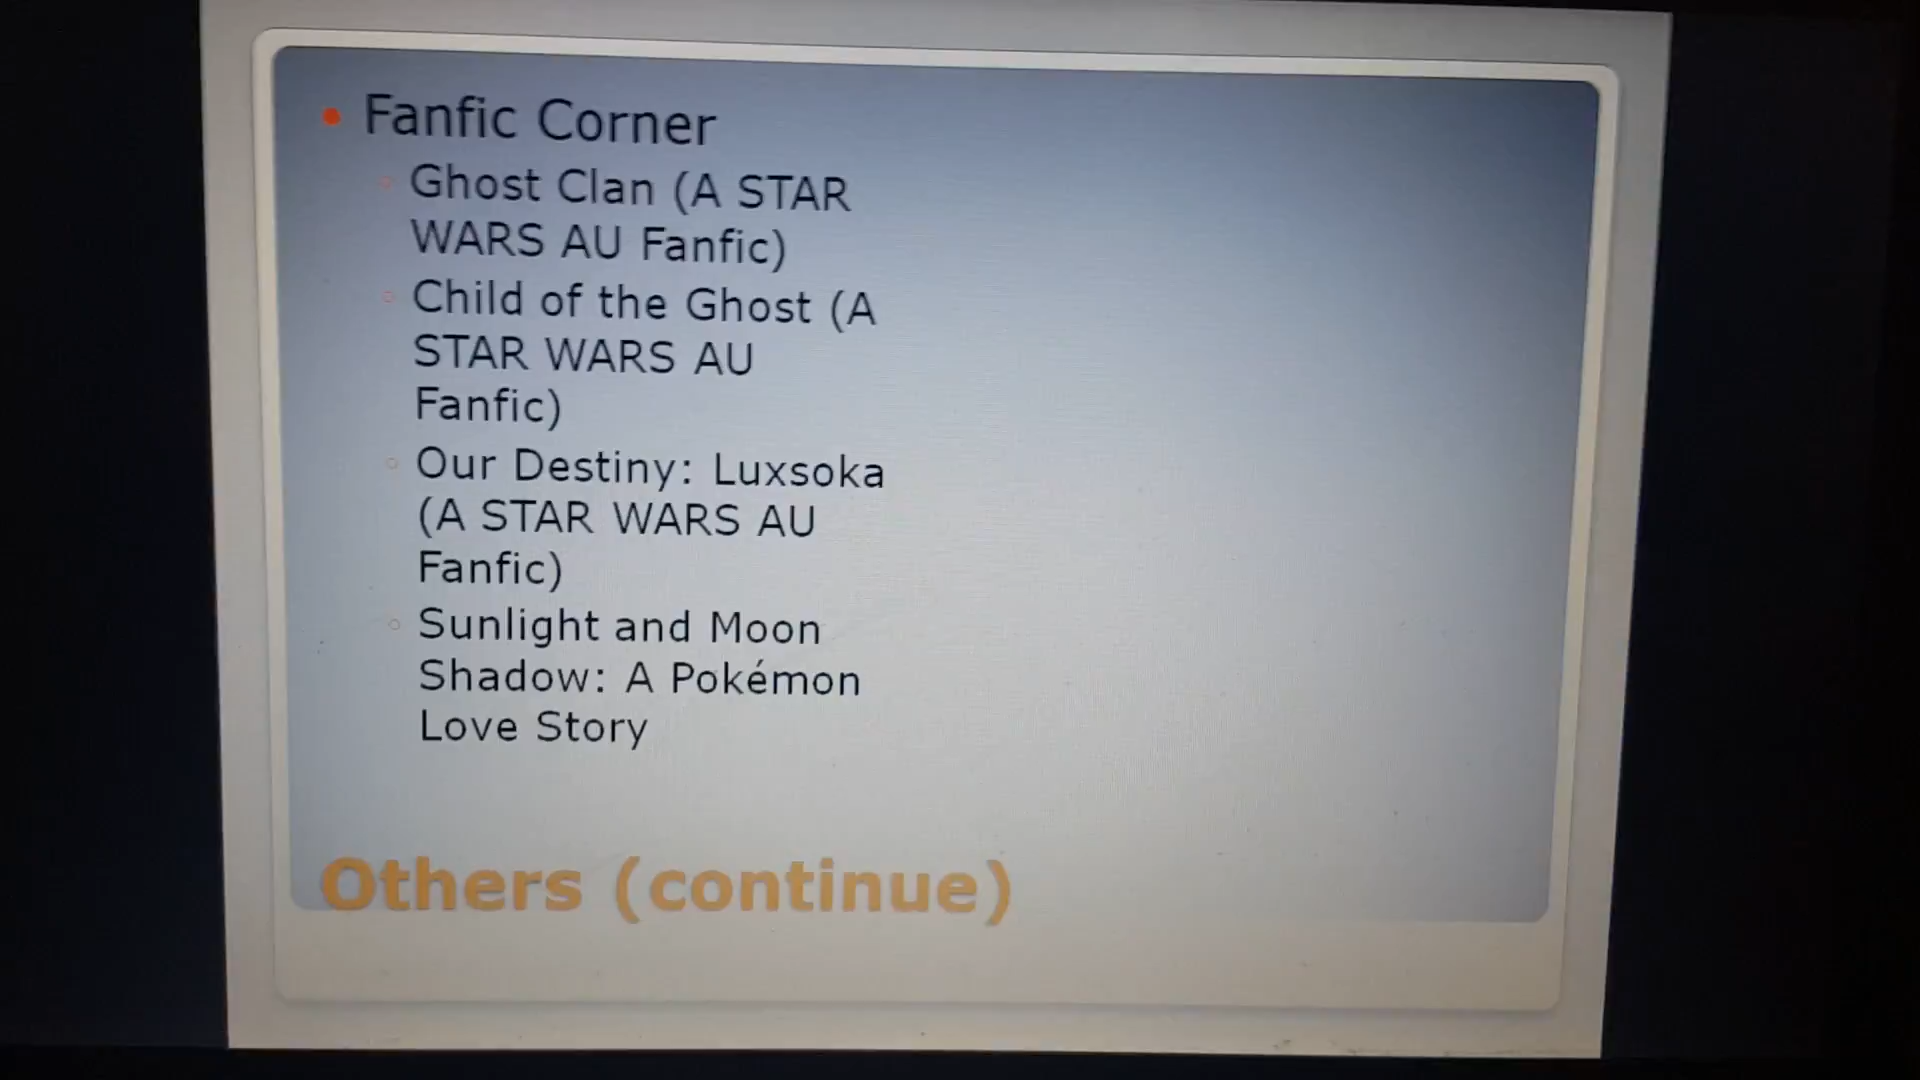 Fanfic Corner
Ghost Clan (A STAR
WARS AU Fanfic)
Child of the Ghost (A
STAR WARS AU
Fanfic)
Our Destiny: Luxsoka
(A STAR WARS AU
Fanfic)
Sunlight and Moon
Shadow: A Pokémon
Love Story
Others (continue)